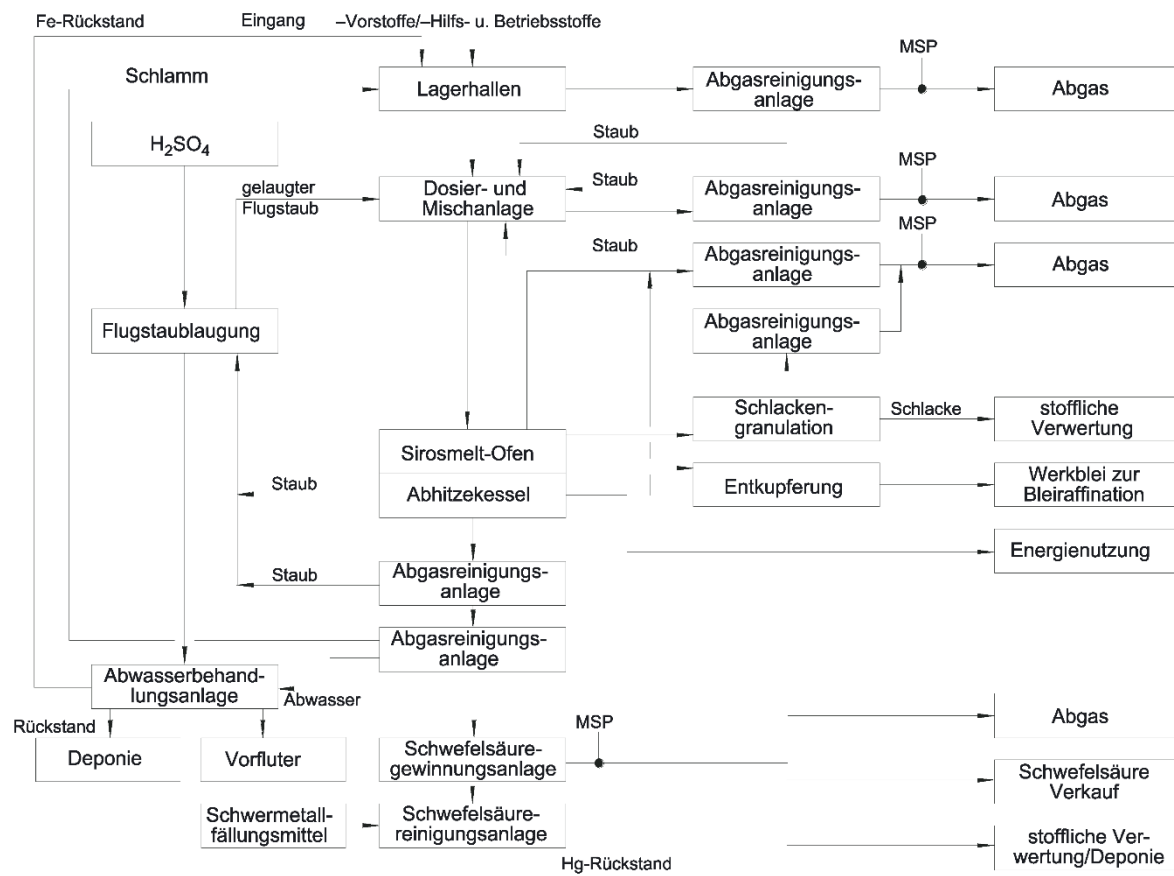 Fe-Rückstand Eingang –Vorstoffe/–Hilfs- u. Betriebsstoffe
MSP
Schlamm
Lagerhallen
Abgasreinigungs-
anlage
Abgas
H2SO4
Staub
MSP
gelaugter
Flugstaub
Dosier- und
Mischanlage
Staub
Abgasreinigungs-
anlage
Abgas
MSP
Staub
Abgasreinigungs-
anlage
Abgas
Flugstaublaugung
Abgasreinigungs-
anlage
Schlacken-
granulation
Schlacke
stoffliche
Verwertung
Sirosmelt-Ofen
Staub
Abhitzekessel
Entkupferung
Werkblei zur
Bleiraffination
Energienutzung
Staub
Abgasreinigungs-
anlage
Abgasreinigungs-
anlage
Abwasserbehand-
lungsanlage
Abwasser
Rückstand
MSP
Abgas
Deponie
Vorfluter
Schwefelsäure-
gewinnungsanlage
Schwefelsäure
Verkauf
Schwermetall-
fällungsmittel
Schwefelsäure-
reinigungsanlage
stoffliche Ver-
wertung/Deponie
Hg-Rückstand